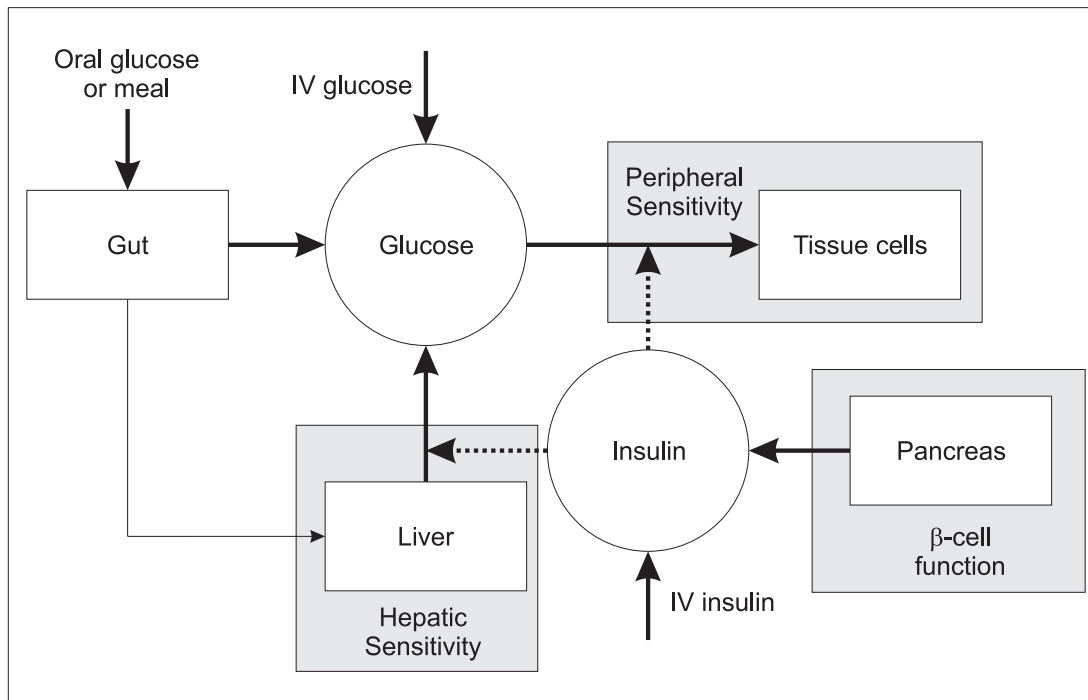 Oral glucose
or meal
IV glucose
Peripheral
Sensitivity
Gut
Glucose
Tissue cells
Insulin
Pancreas
Liver
β-cell
function
Hepatic
Sensitivity
IV insulin